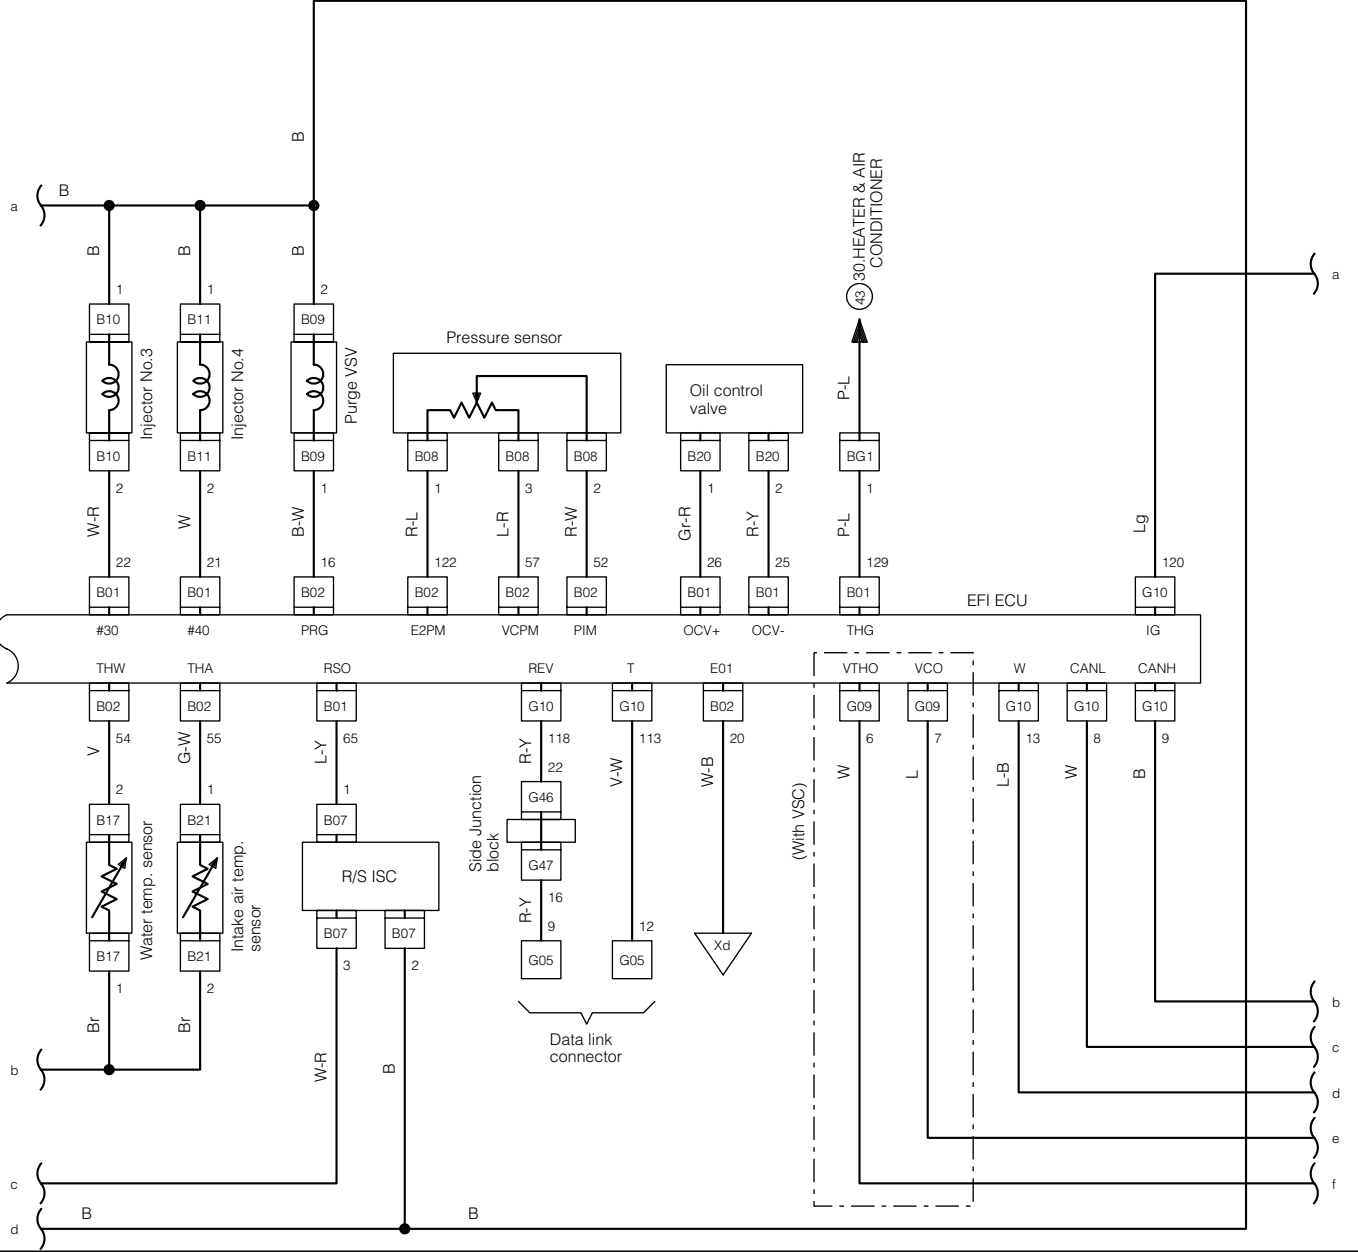 B
30.HEATER & AIR
CONDITIONER
43
a
B
B
B
B
a
1
1
2
B10
B11
B09
Injector No.3
Injector No.4
Purge VSV
Pressure sensor
Oil control
valve
P-L
B10
B11
B09
B08
B08
B08
B20
B20
BG1
2
2
1
1
3
2
1
2
1
W-R
W
B-W
R-L
L-R
R-W
Gr-R
R-Y
P-L
Lg
22
21
16
122
57
52
26
25
129
120
B01
B01
B02
B02
B02
B02
B01
B01
B01
EFI ECU
G10
#30
#40
PRG
E2PM
VCPM
PIM
OCV+
OCV-
THG
IG
THW
THA
RSO
REV
T
E01
VTHO
VCO
W
CANL
CANH
B02
B02
B01
G10
G10
B02
G09
G09
G10
G10
G10
54
55
65
118
113
20
6
7
13
8
9
V
G-W
L-Y
R-Y
V-W
W-B
W
L
L-B
W
B
2
1
1
22
B17
B21
B07
G46
Side Junction
block
(With VSC)
Water temp. sensor
Intake air temp.
sensor
R/S ISC
G47
16
R-Y
9
12
B17
B21
B07
B07
G05
G05
Xd
1
2
3
2
Br
Br
W-R
B
Data link
connector
b
b
c
d
e
f
c
d
B
B